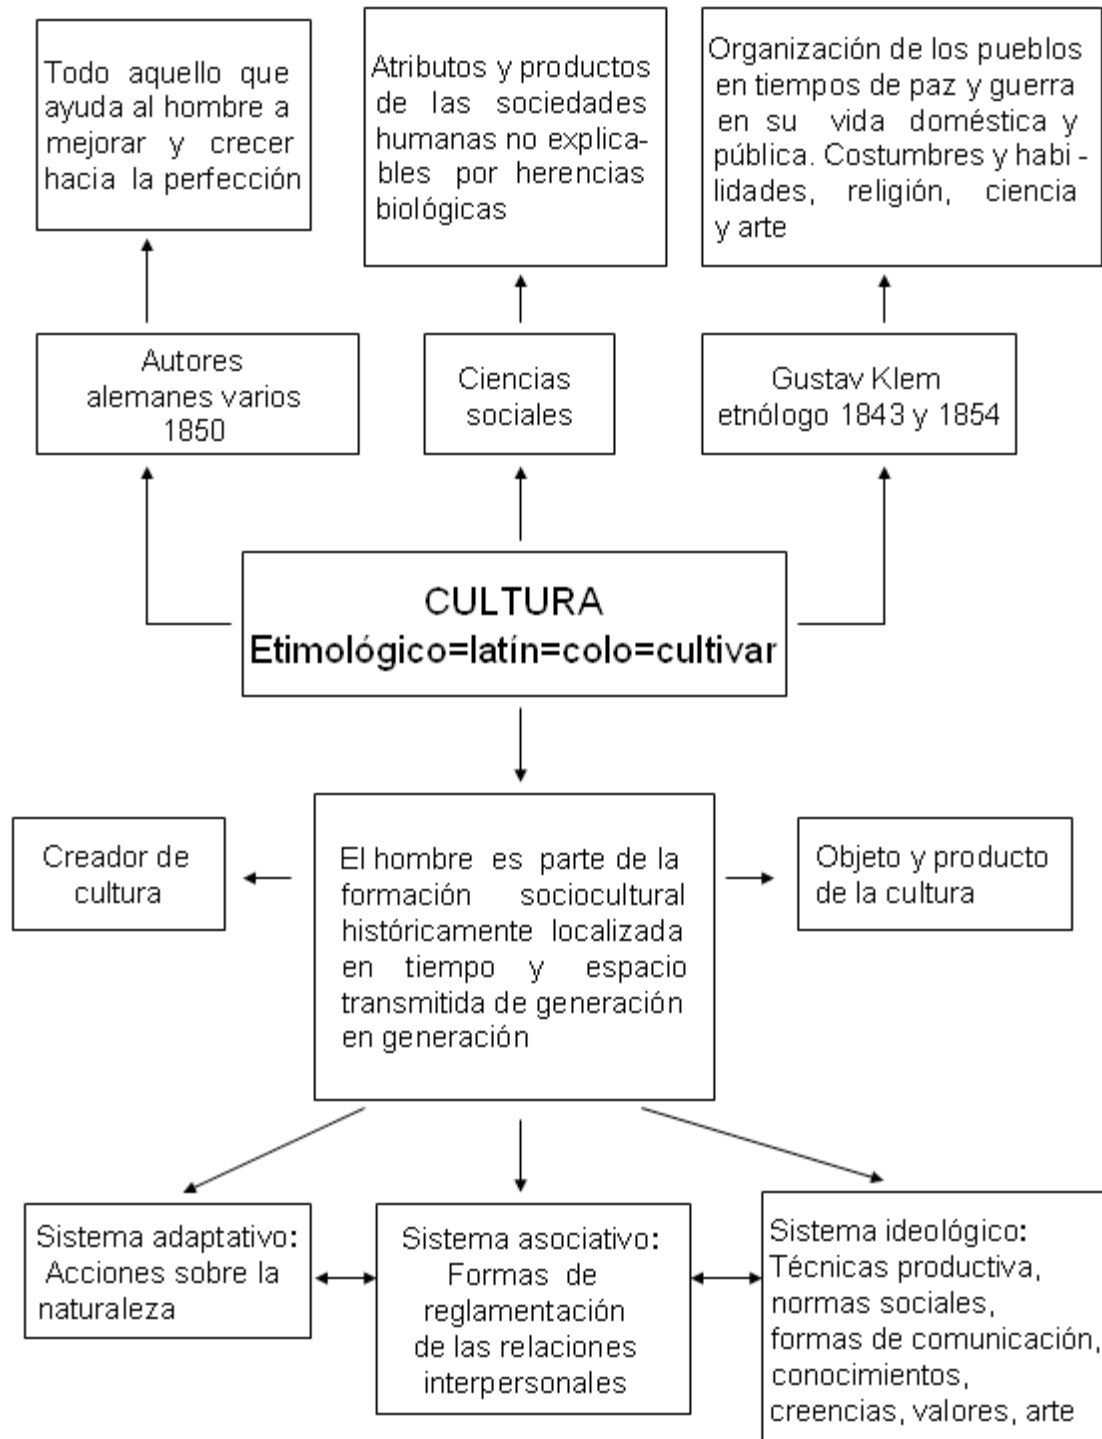 Todo aquello que
ayuda al hombre a
mejorar y crecer
hacia la perfección
Atributos y productos
de las sociedades
humanas no explica-
bles por herencias
biológicas
Organización de los pueblos
en tiempos de paz y guerra
en su vida doméstica y
pública. Costumbres y habi-
lidades, religión, ciencia
y arte
Autores
alemanes varios
1850
Ciencias
sociales
Gustav Klem
etnólogo 1843 y 1854
CULTURA
Etimológico=latín=colo=cultivar
Creador de
cultura
El hombre es parte de la
formación sociocultural
históricamente localizada
en tiempo y espacio
transmitida de generación
en generación
Objeto y producto
de la cultura
Sistema adaptativo:
Acciones sobre la
naturaleza
Sistema asociativo:
Formas de
reglamentación
de las relaciones
interpersonales
Sistema ideológico:
Técnicas productiva,
normas sociales,
formas de comunicación,
conocimientos,
creencias, valores, arte